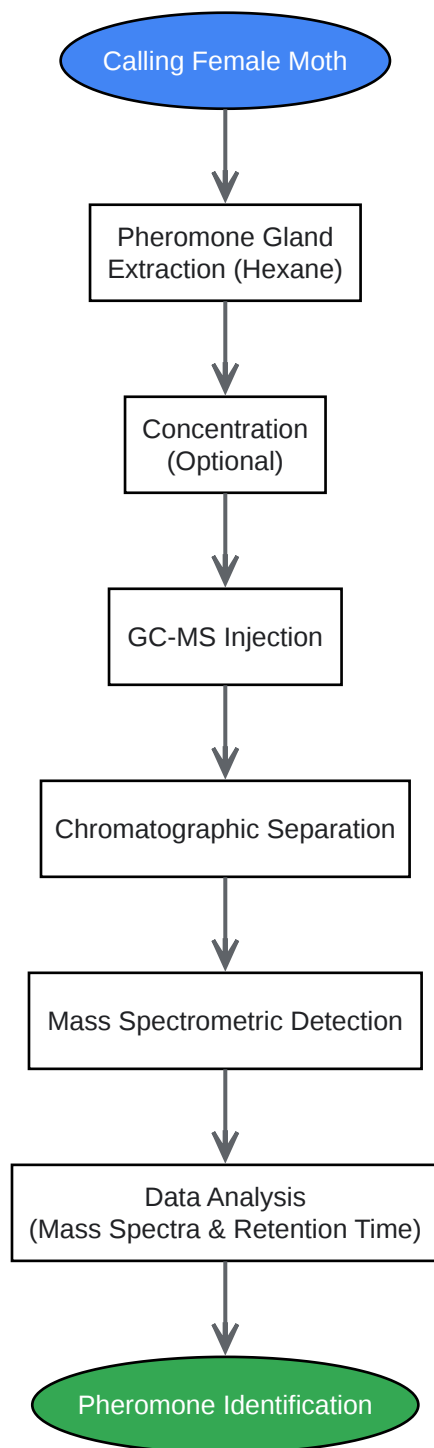 Calling Female Moth
Pheromone Gland
Extraction (Hexane)
Concentration
(Optional)
GC-MS Injection
Chromatographic Separation
Mass Spectrometric Detection
Data Analysis
(Mass Spectra & Retention Time)
Pheromone Identification